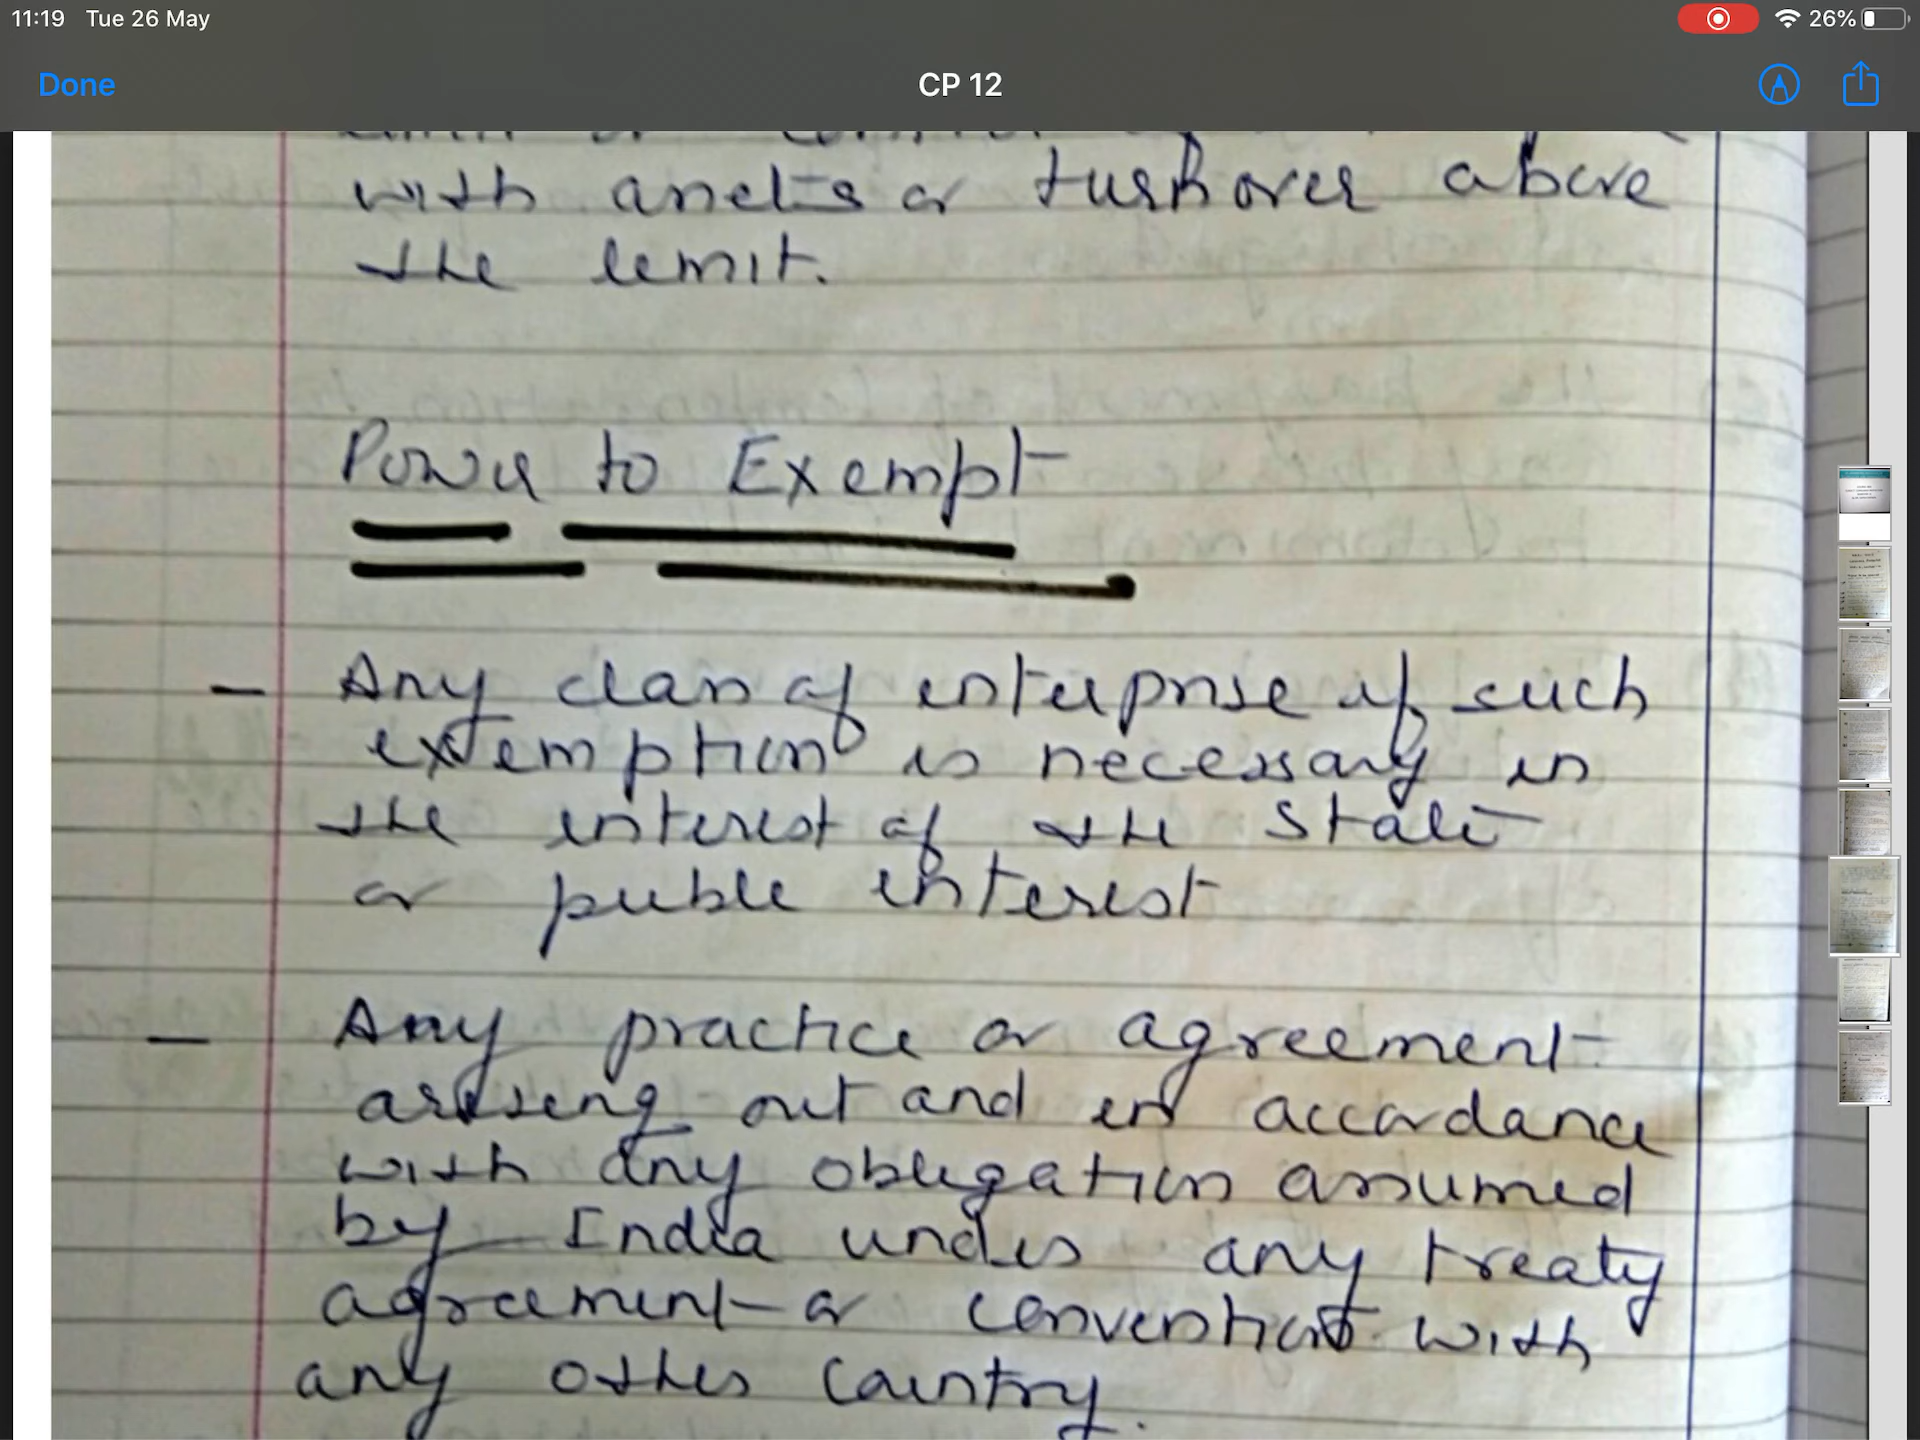 11:19 Tue 26 May
26%
Done
CP 12
with assets or turnover above
the limit.
Power to Exempt
- Any class of enterprise if such
exemption is necessary in
the interest of the State
or public interest
- Any practice or agreement
arising out and in accordance
with any obligation assumed
by India under any treaty
agreement or convention with
any other country.